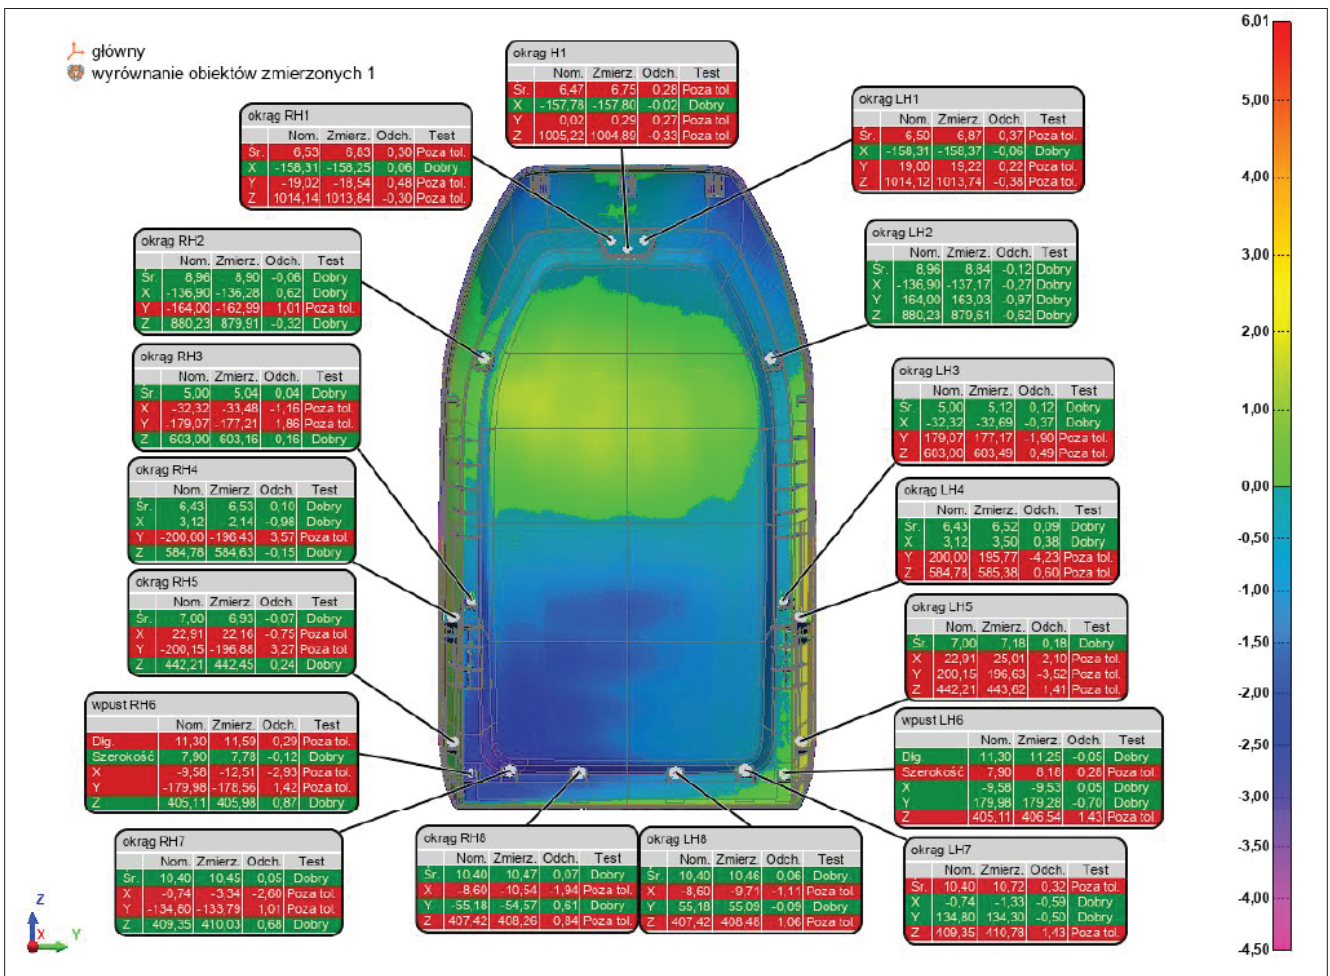 główny
wyrównanie obiektów zmierzonych 1
okrąg H1
Nom. Zmierz. Odch. Test
Śr. 6,47 6,75 0,28 Poza tol.
X -157,78 -157,80 -0,02 Dobry
Y 0,02 0,29 0,27 Poza tol.
Z 1005,22 1004,89 -0,33 Poza tol.
okrąg RH1
Nom. Zmierz. Odch. Test
Śr. 6,53 6,83 0,30 Poza tol.
X -158,31 -158,25 0,06 Dobry
Y -19,02 -18,54 0,48 Poza tol.
Z 1014,14 1013,84 -0,30 Poza tol.
okrąg LH1
Nom. Zmierz. Odch. Test
Śr. 6,50 6,87 0,37 Poza tol.
X -158,31 -158,37 -0,06 Dobry
Y 19,00 19,22 0,22 Poza tol.
Z 1014,12 1013,74 -0,38 Poza tol.
okrąg RH2
Nom. Zmierz. Odch. Test
Śr. 8,96 8,90 -0,06 Dobry
X -136,90 -136,28 0,62 Dobry
Y -164,00 -162,99 1,01 Poza tol.
Z 880,23 879,91 -0,32 Dobry
okrąg LH2
Nom. Zmierz. Odch. Test
Śr. 8,96 8,84 -0,12 Dobry
X -136,90 -137,17 -0,27 Dobry
Y 164,00 163,03 -0,97 Dobry
Z 880,23 879,61 -0,62 Dobry
okrąg RH3
Nom. Zmierz. Odch. Test
Śr. 5,00 5,04 0,04 Dobry
X -32,32 -33,48 -1,16 Poza tol.
Y -179,07 -177,21 1,86 Poza tol.
Z 603,00 603,16 0,16 Dobry
okrąg LH3
Nom. Zmierz. Odch. Test
Śr 5,00 5,12 0,12 Dobry
X -32,32 -32,69 -0,37 Dobry
Y 179,07 177,17 -1,90 Poza tol.
Z 603,00 603,49 0,49 Poza tol.
okrąg RH4
Nom. Zmierz. Odch. Test
Śr. 6,43 6,53 0,10 Dobry
X 3,12 2,14 -0,98 Dobry
Y -200,00 -196,43 3,57 Poza tol
Z 584,78 584,63 -0,15 Dobry
okrąg LH4
Nom. Zmierz. Odch. Test
Śr. 6,43 6,52 0,09 Dobry
X 3,12 3,50 0,38 Dobry
Y 200,00 195,77 -4,23 Poza tol.
Z 584,78 585,38 0,60 Poza tol.
okrąg RH5
Nom. Zmierz. Odch. Test
Śr. 7,00 6,93 -0,07 Dobry
X 22,91 22,16 -0,75 Poza tol
Y -200,15 -196,88 3,27 Poza tol
Z 442,21 442,45 0,24 Dobry
okrąg LH5
Nom. Zmierz. Odch. Test
Śr. 7,00 7,18 0,18 Dobry
X 22,91 25,01 2,10 Poza tol.
Y 200,15 196,63 -3,52 Poza tol.
Z 442,21 443,62 1,41 Poza tol.
wpust RH6
Nom. Zmierz. Odch. Test
Dłg. 11,30 11,59 0,29 Poza tol.
Szerokość 7,90 7,78 -0,12 Dobry
X -9,58 -12,51 -2,93 Poza tol.
Y -179,98 -178,56 1,42 Poza tol.
Z 405,11 405,98 0,87 Dobry
wpust LH6
Nom. Zmierz. Odch. Test
Dłg. 11,30 11,25 -0,05 Dobry
Szerokość 7,90 8,18 0,28 Poza tol.
X -9,58 -9,53 0,05 Dobry
Y 179,98 179,28 -0,70 Dobry
Z 405,11 406,54 1,43 Poza tol.
okrąg RH7
Nom. Zmierz. Odch. Test
Śr. 10,40 10,45 0,05 Dobry
X -0,74 -3,34 -2,60 Poza tol.
Y -134,80 -133,79 1,01 Poza tol.
Z 409,35 410,03 0,68 Dobry
okrąg RH8
Nom. Zmierz. Odch. Test
Śr. 10,40 10,47 0,07 Dobry
X -8,60 -10,54 -1,94 Poza tol.
Y -55,18 -54,57 0,61 Dobry
Z 407,42 408,26 0,84 Poza tol.
okrąg LH8
Nom. Zmierz. Odch. Test
Śr. 10,40 10,46 0,06 Dobry
X -8,60 -9,71 -1,11 Poza tol.
Y 55,18 55,09 -0,09 Dobry
Z 407,42 408,48 1,06 Poza tol.
okrąg LH7
Nom. Zmierz. Odch. Test
Śr. 10,40 10,72 0,32 Poza tol.
X -0,74 -1,33 -0,59 Dobry
Y 134,80 134,30 -0,50 Dobry
Z 409,35 410,78 1,43 Poza tol.
6,01
5,00
4,00
3,00
2,00
1,00
0,00
-0,50
-1,00
-1,50
-2,00
-2,50
-3,00
-4,00
-4,50
Z
X
Y